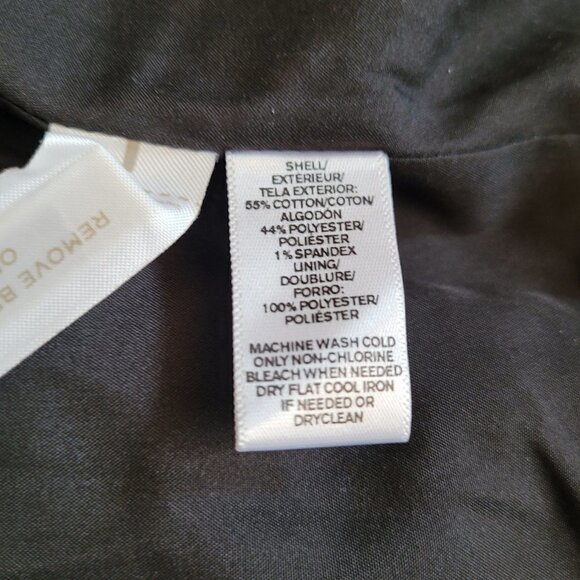 SHELL/
EXTÉRIEUR/
TELA EXTERIOR:
55% COTTON/COTON/
ALGODÓN
44% POLYESTER/
POLIÉSTER
1% SPANDEX
LINING/
DOUBLURE/
FORRO:
100% POLYESTER/
POLIÉSTER
MACHINE WASH COLD
ONLY NON-CHLORINE
BLEACH WHEN NEEDED
DRY FLAT COOL IRON
IF NEEDED OR
DRYCLEAN
REMOVE